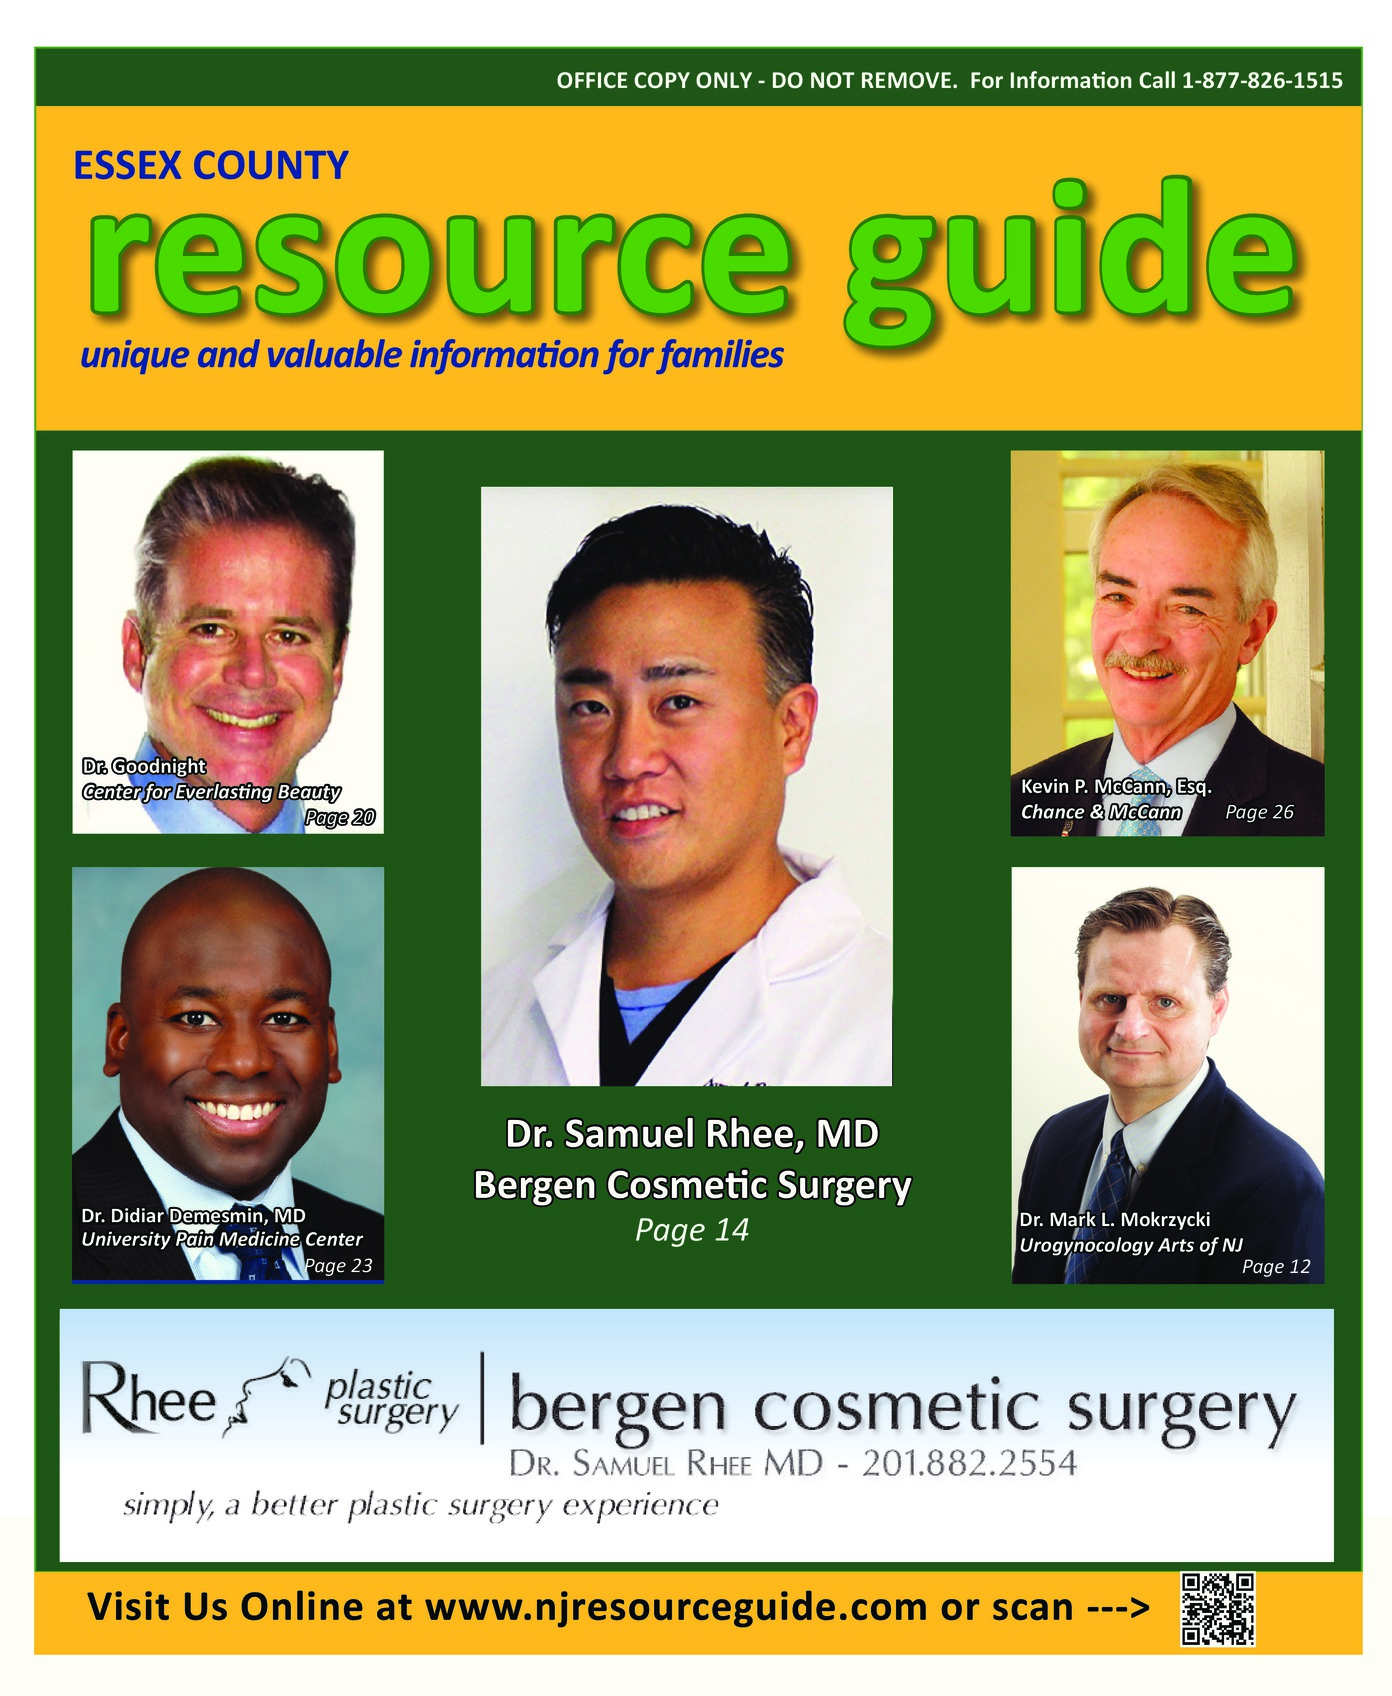 OFFICE COPY ONLY - DO NOT REMOVE. For Information Call 1-877-826-1515
ESSEX COUNTY
resource guide
unique and valuable information for families
Dr. Goodnight
Center for Everlasting Beauty
Page 20
Kevin P. McCann, Esq.
Chance & McCann Page 26
Dr. Didiar Demesmin, MD
University Pain Medicine Center
Page 23
Dr. Samuel Rhee, MD
Bergen Cosmetic Surgery
Page 14
Dr. Mark L. Mokrzycki
Urogynocology Arts of NJ
Page 12
Rhee plastic surgery
bergen cosmetic surgery
DR. SAMUEL RHEE MD - 201.882.2554
simply, a better plastic surgery experience
Visit Us Online at www.njresourceguide.com or scan --->